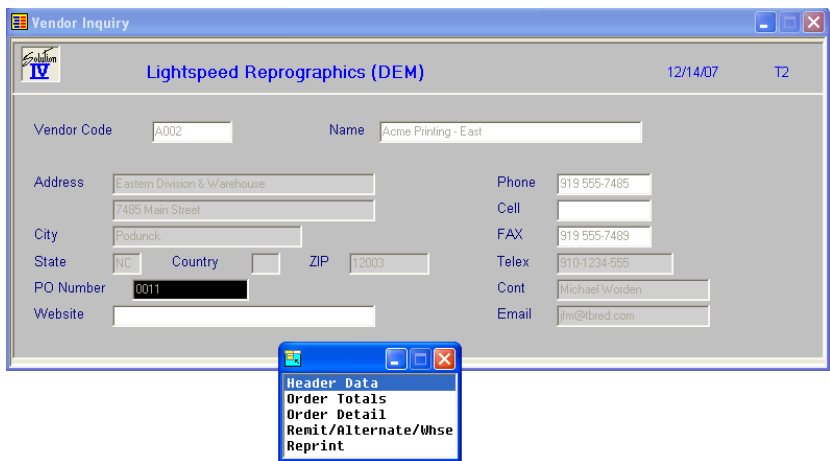 Vendor Inquiry
Solution
IV
Lightspeed Reprographics (DEM) 12/14/07 T2
Vendor Code A002 Name Acme Printing - East
Address Eastern Division & Warehouse Phone 919 555-7485
7485 Main Street Cell
City Podunck FAX 919 555-7489
State NC Country ZIP 12003 Telex 910-1234-555
PO Number 0011 Cont Michael Worden
Website Email jfm@tbred.com
Header Data
Order Totals
Order Detail
Remit/Alternate/Whse
Reprint